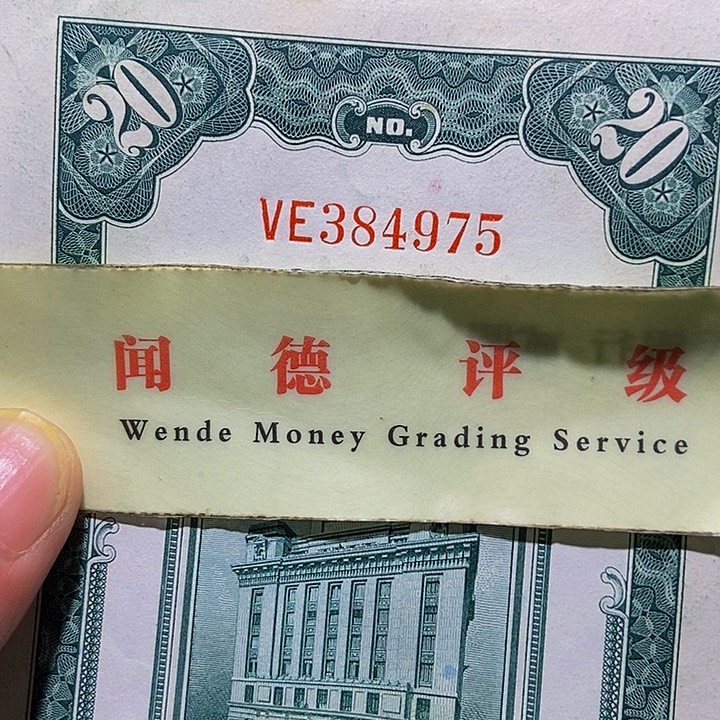 20 NO. 20
VE384975
闻德评级
Wende Money Grading Service